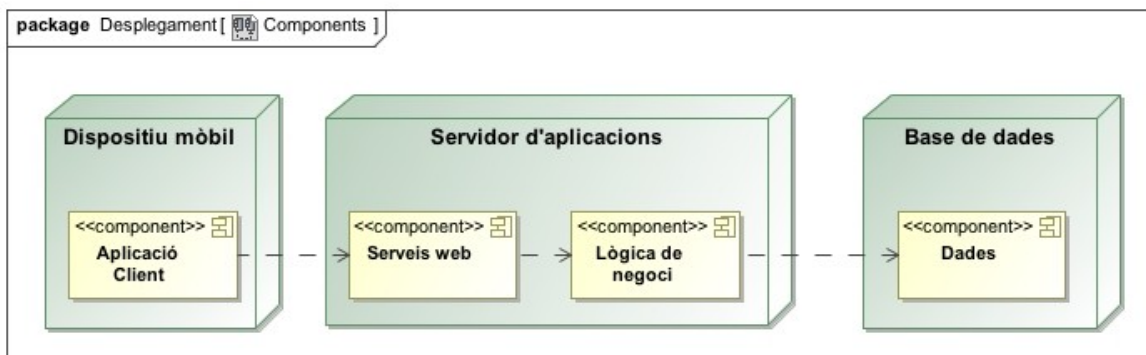 package Desplegament [ Components ]
Dispositiu mòbil
Servidor d'aplicacions
Base de dades
<<component>>
Aplicació
Client
<<component>>
Serveis web
<<component>>
Lògica de
negoci
<<component>>
Dades